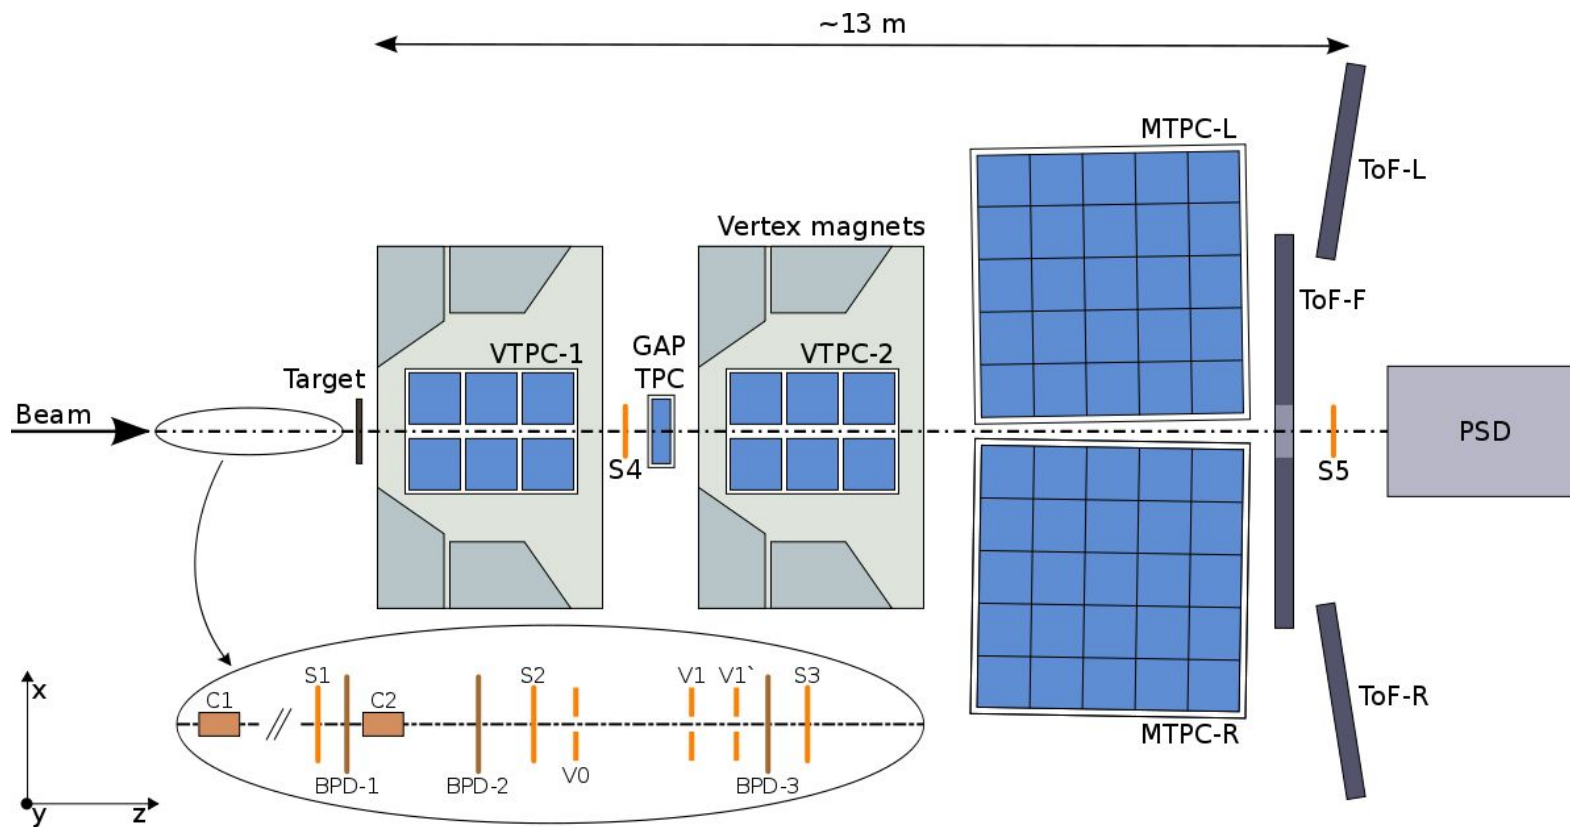 ~13 m
MTPC-L
ToF-L
Vertex magnets
ToF-F
VTPC-1
GAP
TPC
VTPC-2
Target
Beam
S4
S5
PSD
x
S1
C1
C2
S2
V1
V1`
S3
ToF-R
MTPC-R
BPD-1
BPD-2
V0
BPD-3
y
z